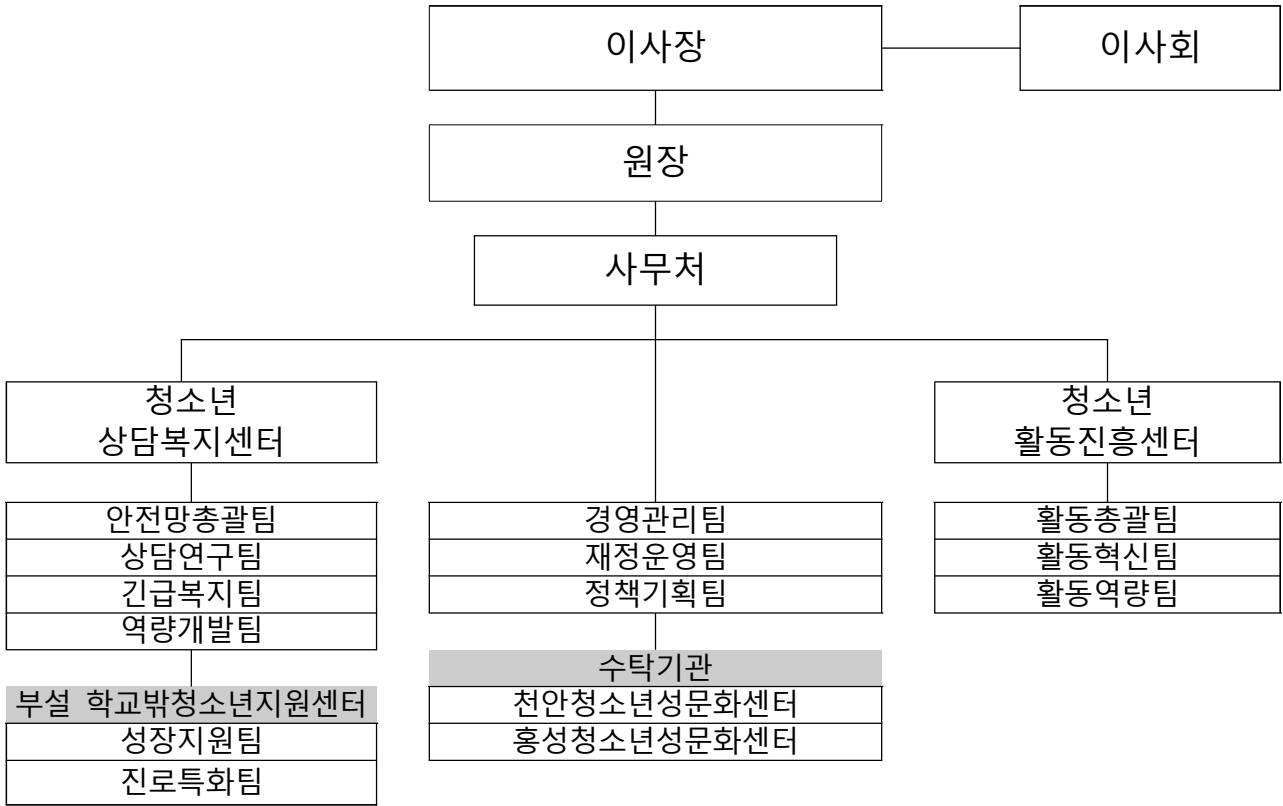 이사장
이사회
원장
사무처
청소년
상담복지센터
안전망총괄팀
상담연구팀
긴급복지팀
역량개발팀
부설 학교밖청소년지원센터
성장지원팀
진로특화팀
경영관리팀
재정운영팀
정책기획팀
수탁기관
천안청소년성문화센터
홍성청소년성문화센터
청소년
활동진흥센터
활동총괄팀
활동혁신팀
활동역량팀